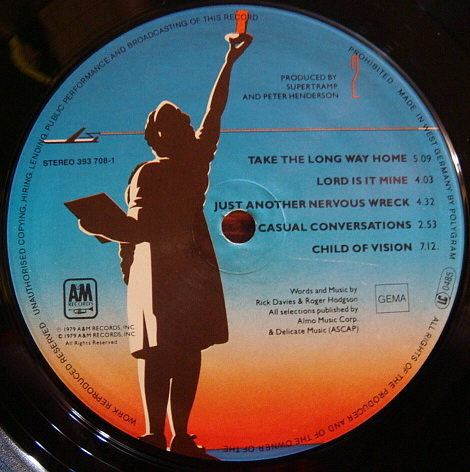 UNAUTHORISED COPYING, HIRING, LENDING, PUBLIC PERFORMANCE AND BROADCASTING OF THIS RECORD PROHIBITED · MADE IN WEST GERMANY BY POLYGRAM
PRODUCED BY
SUPERTRAMP
AND PETER HENDERSON
2
STEREO 393 708-1
TAKE THE LONG WAY HOME 5.09
LORD IS IT MINE 4.03
JUST ANOTHER NERVOUS WRECK 4.32
CASUAL CONVERSATIONS 2.53
CHILD OF VISION 7.12
A&M
RECORDS
℗ 1979 A&M RECORDS, INC.
© 1979 A&M RECORDS, INC.
All Rights Reserved
Words and Music by
Rick Davies & Roger Hodgson
All selections published by
Almo Music Corp.
& Delicate Music (ASCAP)
GEMA
LC 0485
ALL RIGHTS OF THE PRODUCER AND OF THE OWNER OF THE WORK REPRODUCED RESERVED